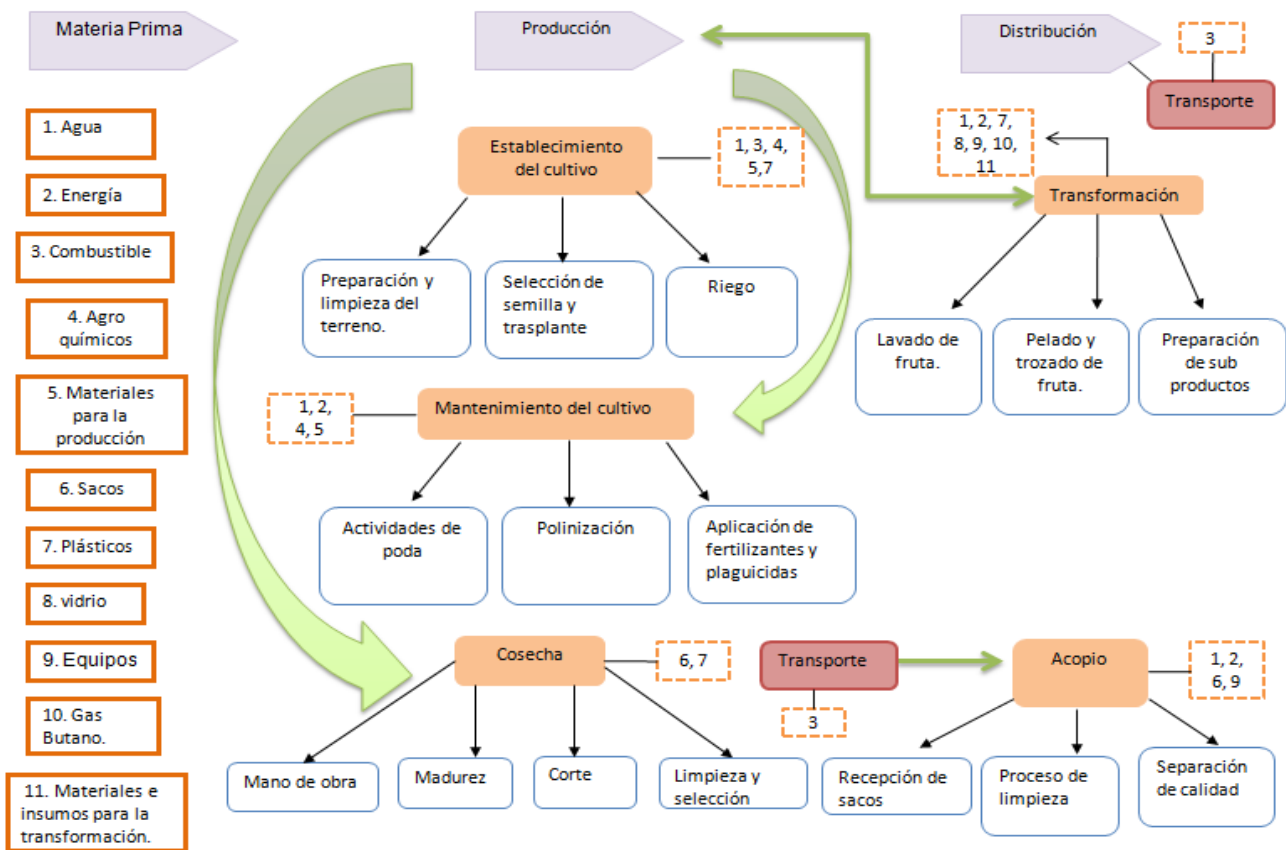 Materia Prima
Producción
Distribución
3
Transporte
1. Agua
2. Energía
3. Combustible
4. Agro
químicos
5. Materiales
para la
producción
6. Sacos
7. Plásticos
8. vidrio
9. Equipos
10. Gas
Butano.
11. Materiales e
insumos para la
transformación.
Establecimiento
del cultivo
1, 3, 4,
5,7
Preparación y
limpieza del
terreno.
Selección de
semilla y
trasplante
Riego
1, 2, 7,
8, 9, 10,
11
Transformación
Lavado de
fruta.
Pelado y
trozado de
fruta.
Preparación
de sub
productos
1, 2,
4, 5
Mantenimiento del cultivo
Actividades de
poda
Polinización
Aplicación de
fertilizantes y
plaguicidas
Cosecha
6, 7
Mano de obra
Madurez
Corte
Limpieza y
selección
Transporte
3
Acopio
1, 2,
6, 9
Recepción de
sacos
Proceso de
limpieza
Separación
de calidad